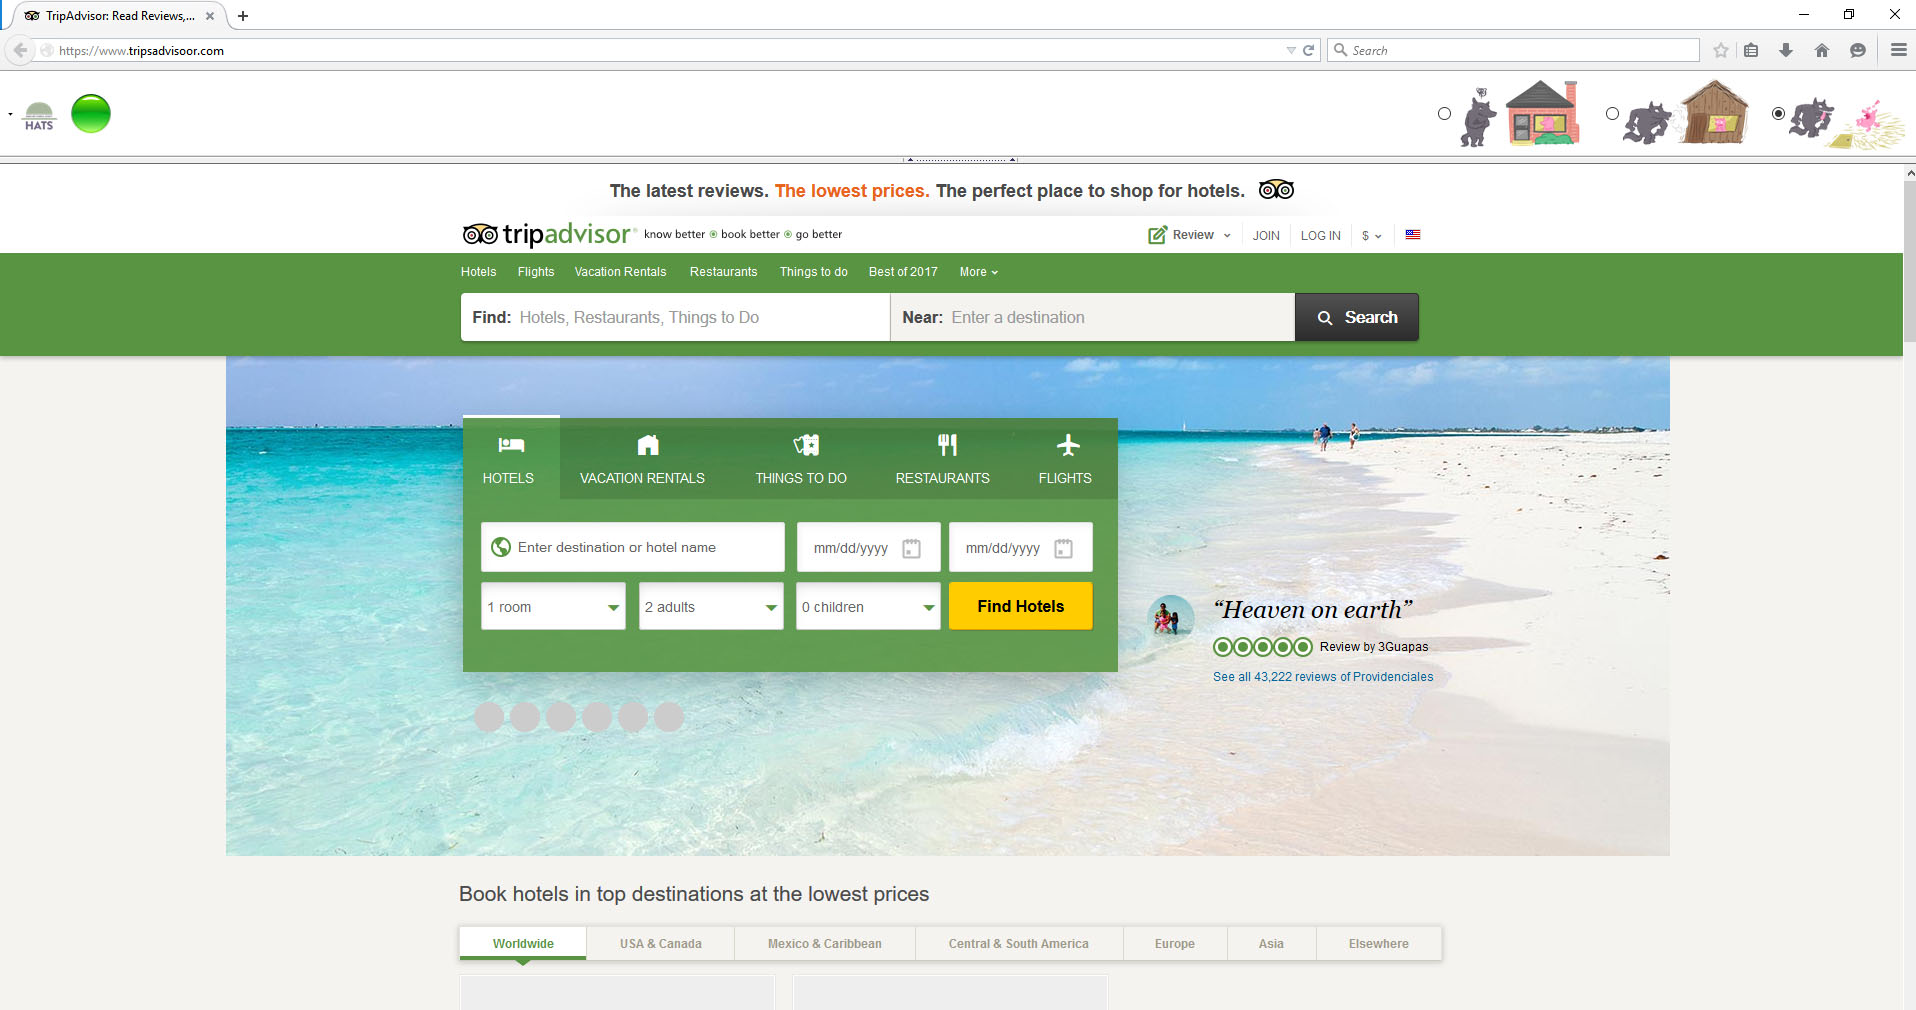 TripAdvisor: Read Reviews,...
https://www.tripsadvisoor.com
Search
HATS
The latest reviews. The lowest prices. The perfect place to shop for hotels.
tripadvisor® know better book better go better
Review JOIN LOG IN $
Hotels Flights Vacation Rentals Restaurants Things to do Best of 2017 More
Find: Hotels, Restaurants, Things to Do Near: Enter a destination Search
HOTELS VACATION RENTALS THINGS TO DO RESTAURANTS FLIGHTS
Enter destination or hotel name mm/dd/yyyy mm/dd/yyyy
1 room 2 adults 0 children Find Hotels
“Heaven on earth”
Review by 3Guapas
See all 43,222 reviews of Providenciales
Book hotels in top destinations at the lowest prices
Worldwide USA & Canada Mexico & Caribbean Central & South America Europe Asia Elsewhere